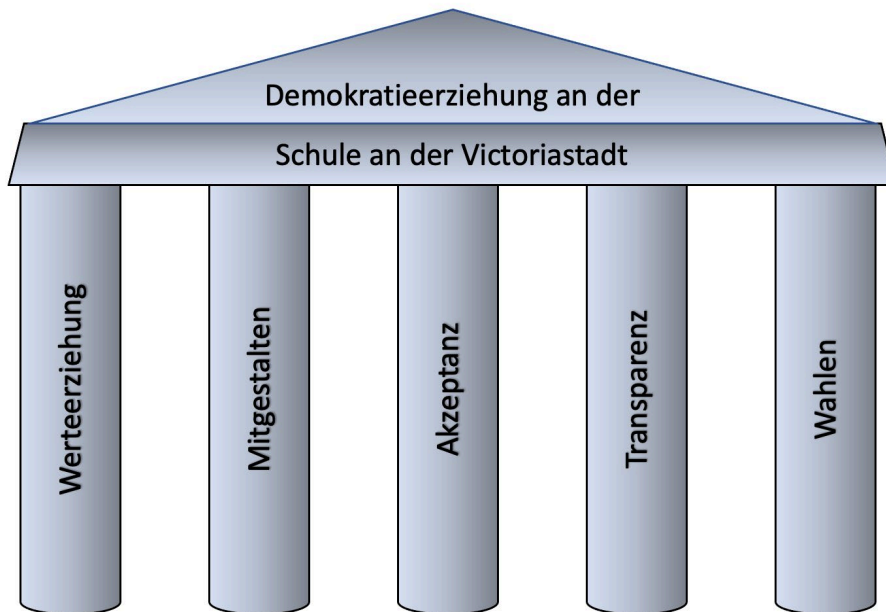 Demokratieerziehung an der
Schule an der Victoriastadt
Werteerziehung
Mitgestalten
Akzeptanz
Transparenz
Wahlen